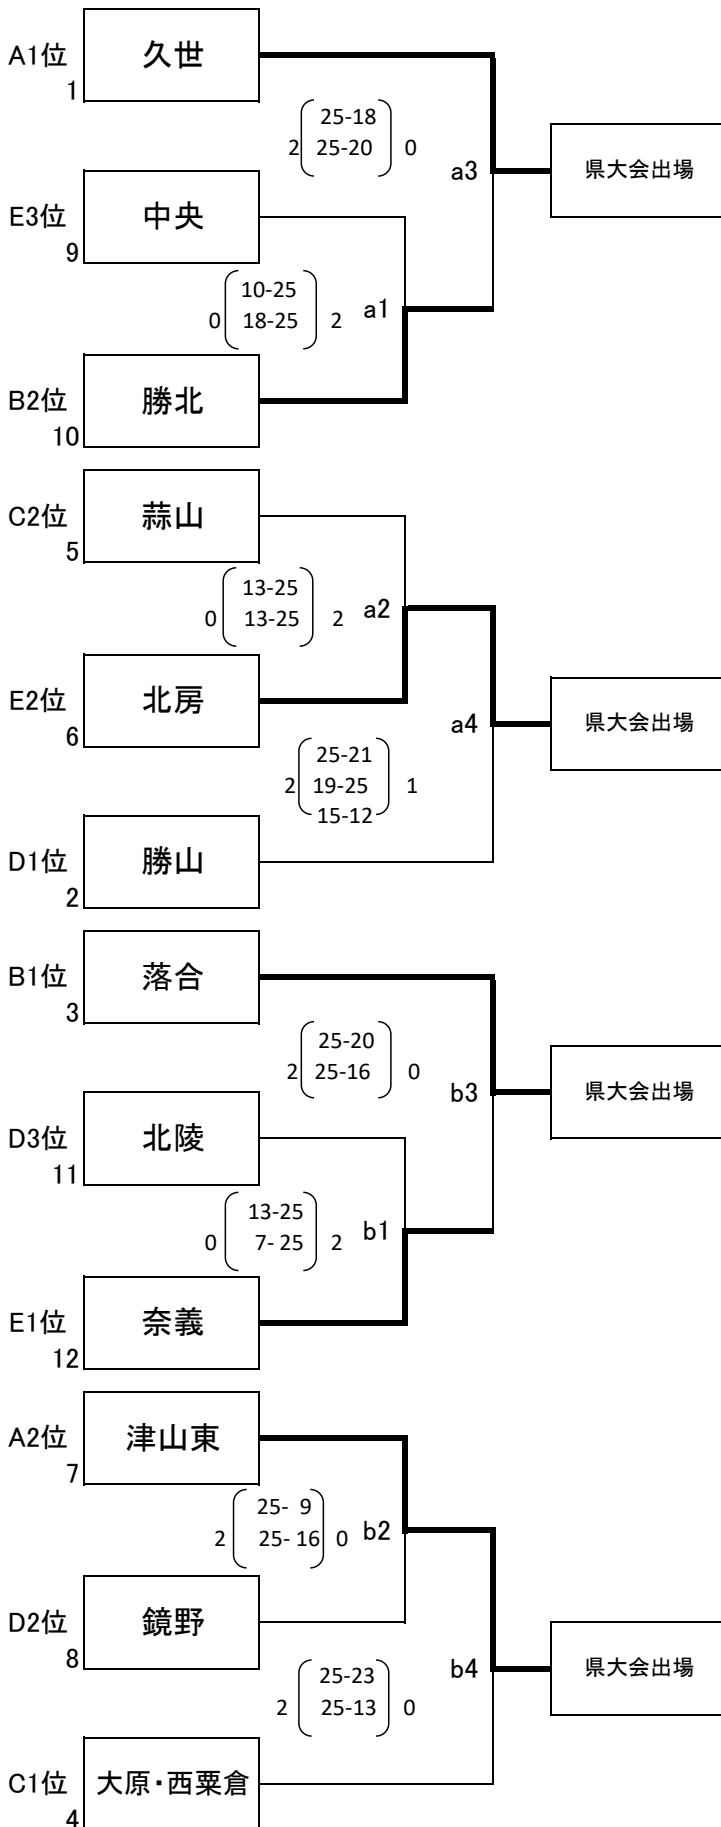 A1位
1
久世
25-18
2 25-20 0
a3
県大会出場
E3位
9
中央
10-25
0 18-25 2
a1
B2位
10
勝北
C2位
5
蒜山
13-25
0 13-25 2
a2
E2位
6
北房
a4
県大会出場
25-21
2 19-25 1
15-12
D1位
2
勝山
B1位
3
落合
25-20
2 25-16 0
b3
県大会出場
D3位
11
北陵
13-25
0 7- 25 2
b1
E1位
12
奈義
A2位
7
津山東
25- 9
2 25- 16 0
b2
D2位
8
鏡野
25-23
2 25-13 0
b4
県大会出場
C1位
4
大原・西粟倉